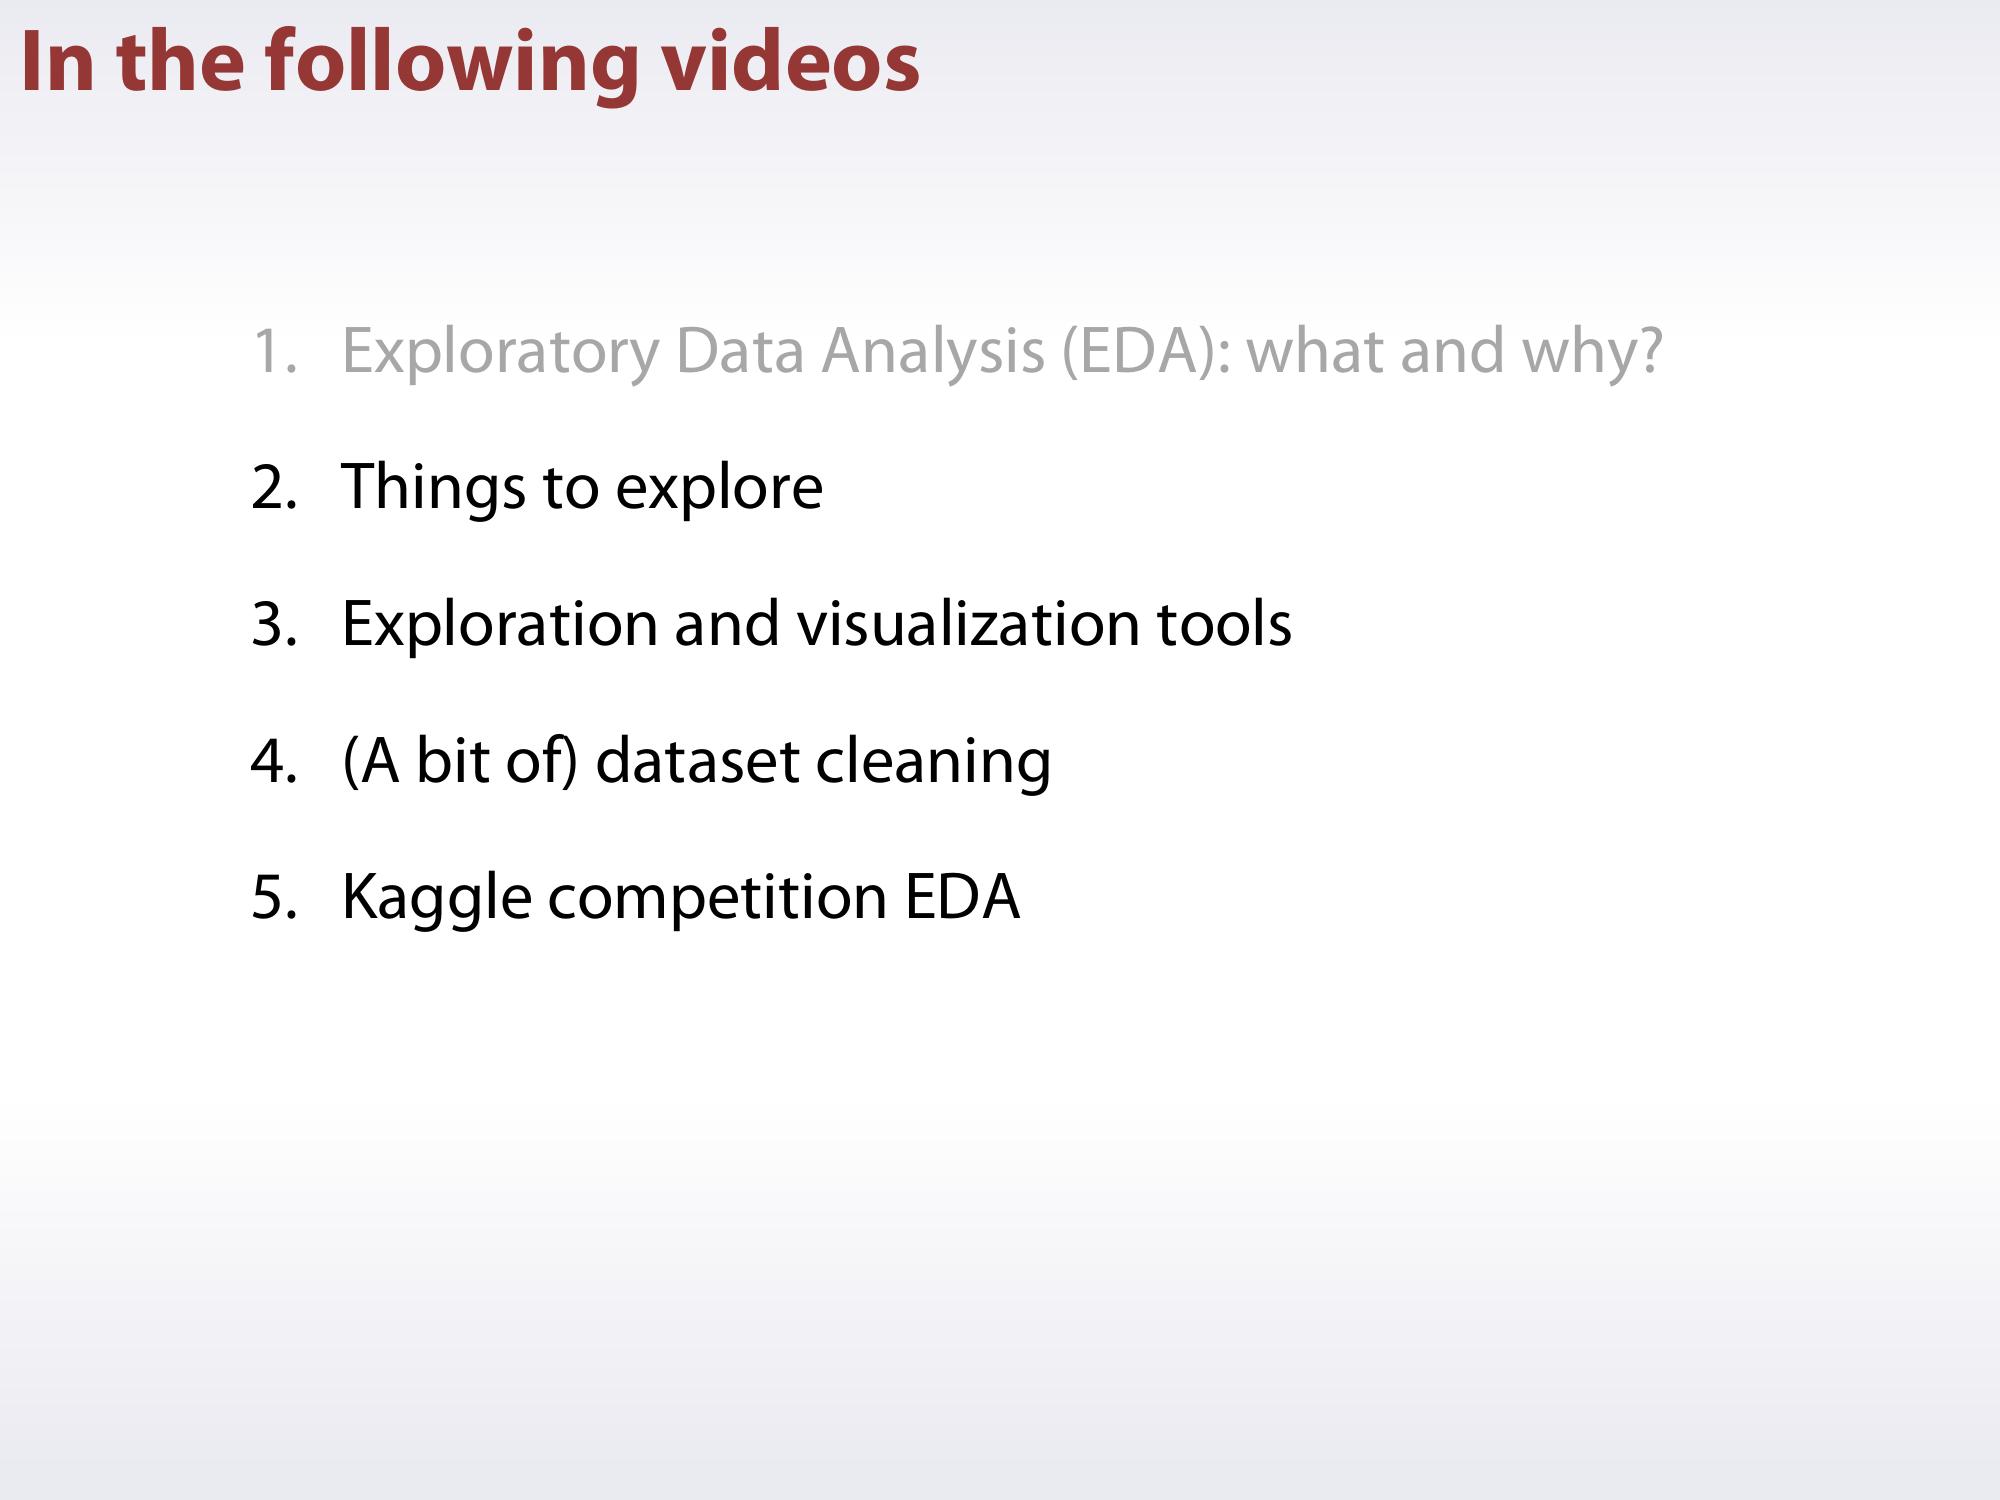 In the following videos
1. Exploratory Data Analysis (EDA): what and why?
2. Things to explore
3. Exploration and visualization tools
4. (A bit of) dataset cleaning
5. Kaggle competition EDA